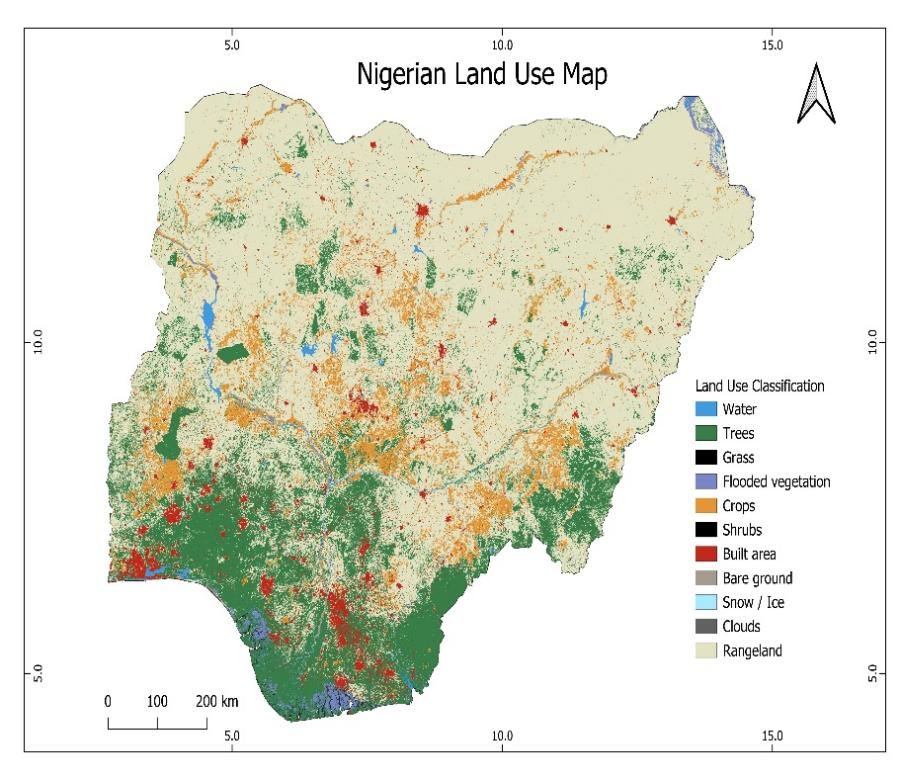 5.0 10.0 15.0
Nigerian Land Use Map
10.0 10.0
Land Use Classification
Water
Trees
Grass
Flooded vegetation
Crops
Shrubs
Built area
Bare ground
Snow / Ice
Clouds
Rangeland
5.0 5.0
0 100 200 km
5.0 10.0 15.0